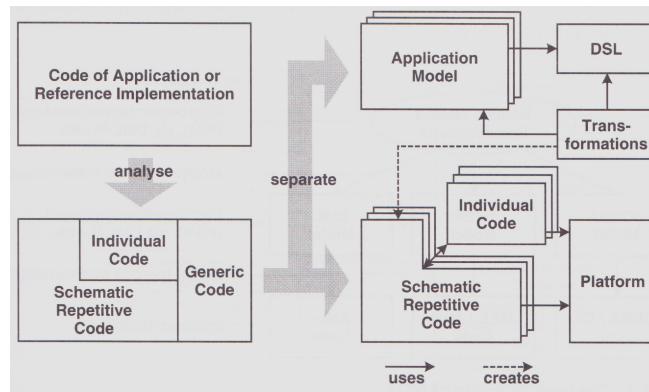 Code of Application or
Reference Implementation
analyse
Individual
Code
Generic
Code
Schematic
Repetitive
Code
separate
Application
Model
DSL
Trans-
formations
Individual
Code
Schematic
Repetitive
Code
Platform
uses
creates